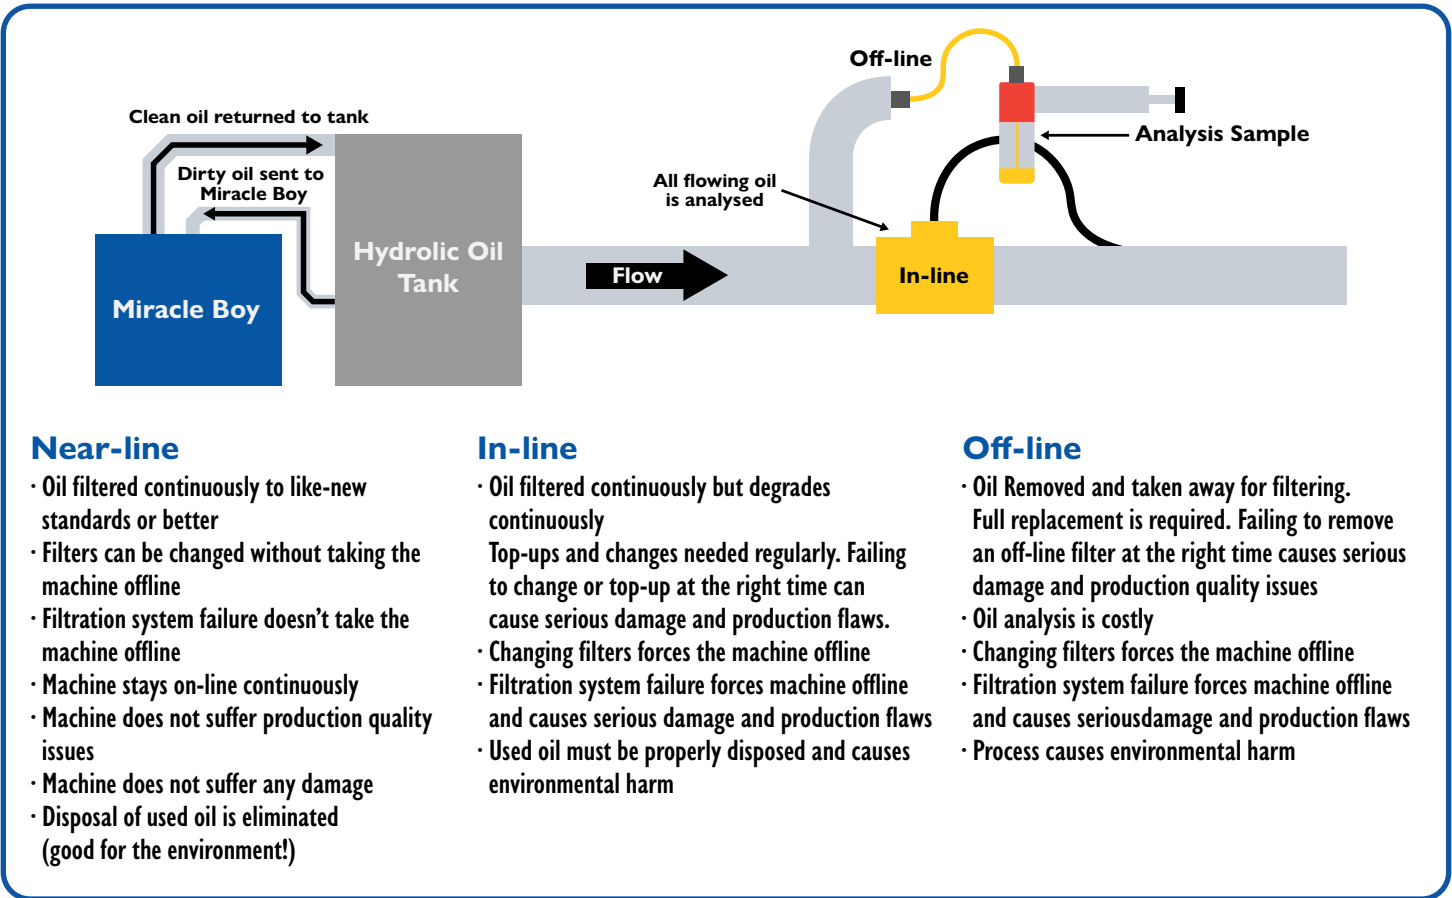 Off-line
Clean oil returned to tank
Dirty oil sent to
Miracle Boy
All flowing oil
is analysed
Analysis Sample
Hydrolic Oil
Tank
Flow
In-line
Miracle Boy
Near-line
· Oil filtered continuously to like-new
standards or better
· Filters can be changed without taking the
machine offline
· Filtration system failure doesn’t take the
machine offline
· Machine stays on-line continuously
· Machine does not suffer production quality
issues
· Machine does not suffer any damage
· Disposal of used oil is eliminated
(good for the environment!)
In-line
· Oil filtered continuously but degrades
continuously
Top-ups and changes needed regularly. Failing
to change or top-up at the right time can
cause serious damage and production flaws.
· Changing filters forces the machine offline
· Filtration system failure forces machine offline
and causes serious damage and production flaws
· Used oil must be properly disposed and causes
environmental harm
Off-line
· Oil Removed and taken away for filtering.
Full replacement is required. Failing to remove
an off-line filter at the right time causes serious
damage and production quality issues
· Oil analysis is costly
· Changing filters forces the machine offline
· Filtration system failure forces machine offline
and causes seriousdamage and production flaws
· Process causes environmental harm